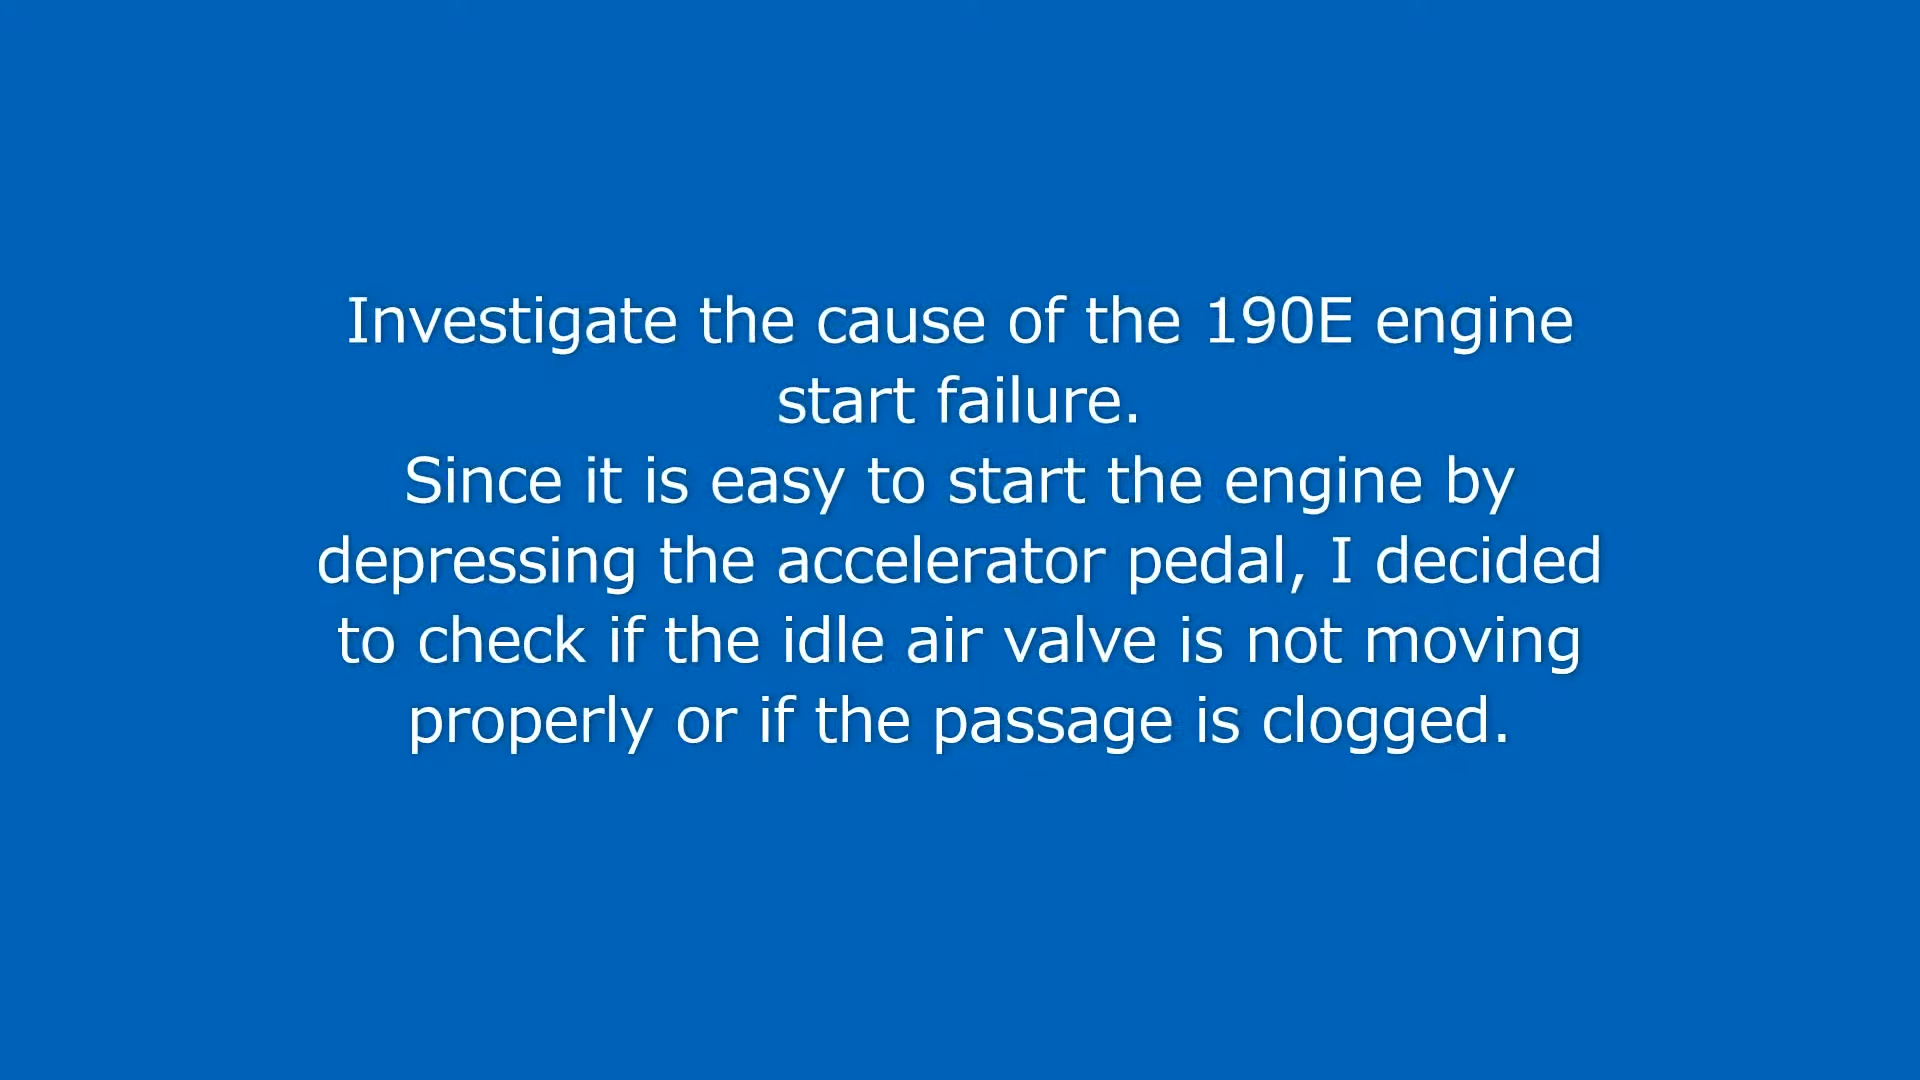 Investigate the cause of the 190E engine
start failure.
Since it is easy to start the engine by
depressing the accelerator pedal, I decided
to check if the idle air valve is not moving
properly or if the passage is clogged.